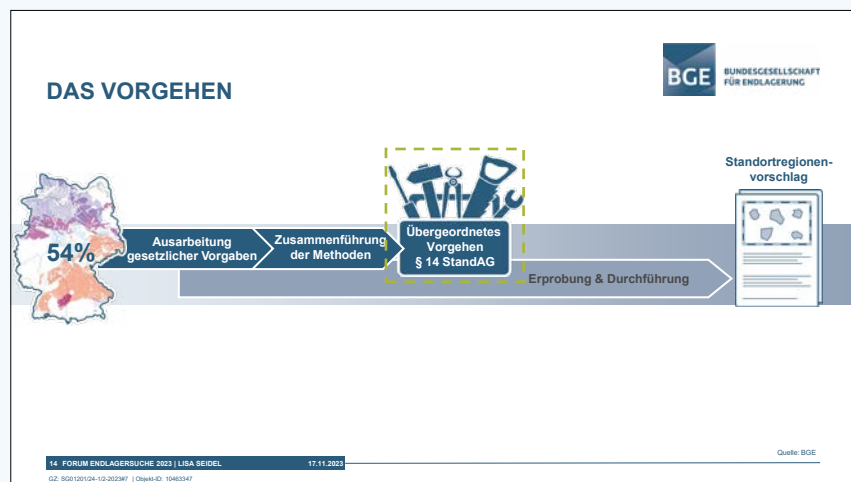 DAS VORGEHEN
BGE
BUNDESGESELLSCHAFT
FÜR ENDLAGERUNG
54%
Ausarbeitung
gesetzlicher Vorgaben
Zusammenführung
der Methoden
Übergeordnetes
Vorgehen
§ 14 StandAG
Erprobung & Durchführung
Standortregionen-
vorschlag
Quelle: BGE
14 FORUM ENDLAGERSUCHE 2023 | LISA SEIDEL 17.11.2023
GZ: SG01201/24-1/2-2023#7 | Objekt-ID: 10463347